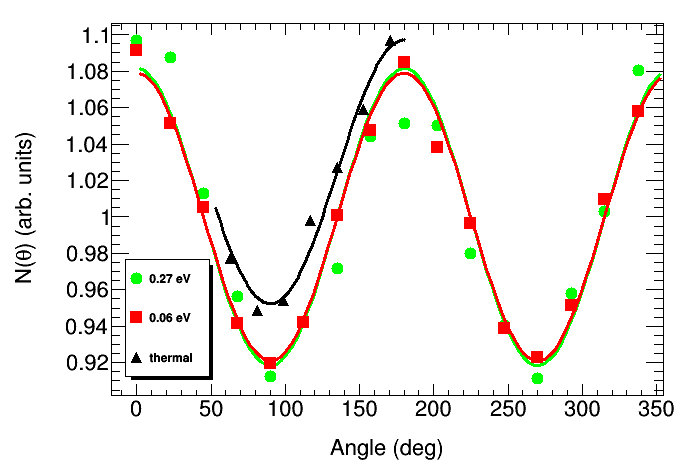 N(θ) (arb. units)
1.1
1.08
1.06
1.04
1.02
1
0.98
0.96
0.94
0.92
0.27 eV
0.06 eV
thermal
0 50 100 150 200 250 300 350
Angle (deg)